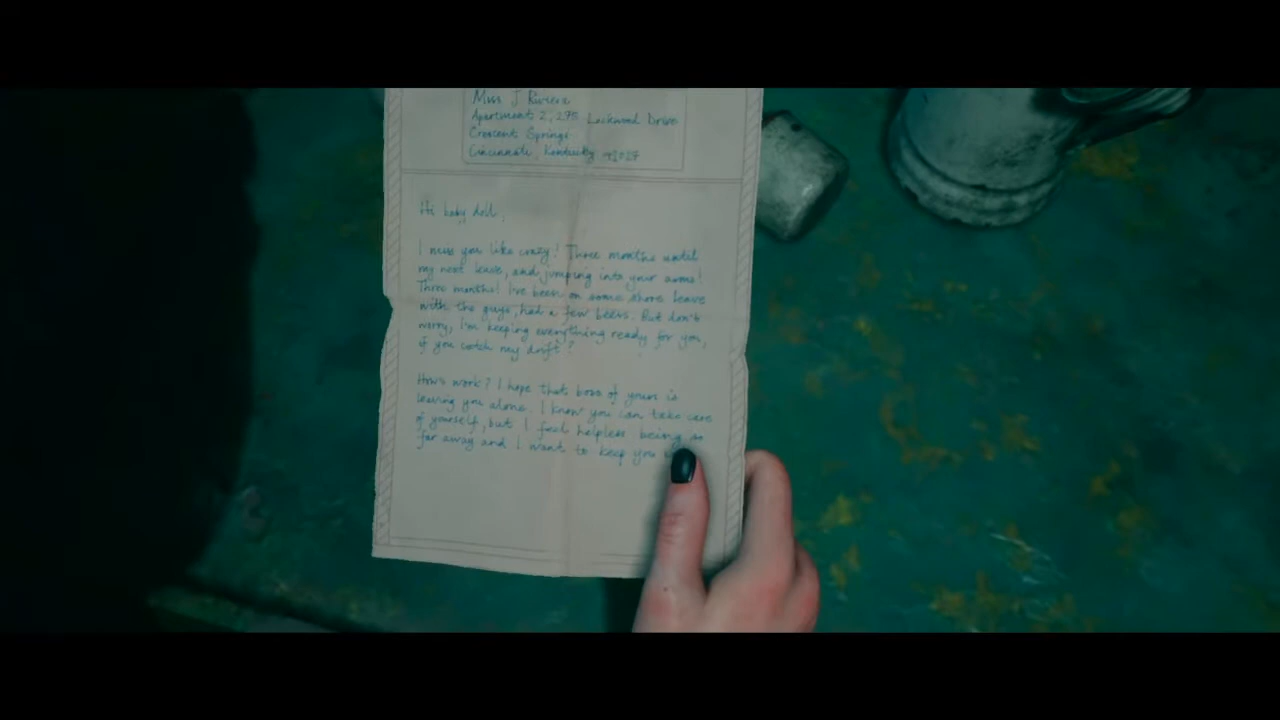 Miss J Riviera
Apartment 2, 295 Lockwood Drive
Crescent Springs
Cincinnati, Kentucky
Hi baby doll,
I miss you like crazy! Three months until
my next leave, and jumping into your arms!
Three months! I've been on some shore leave
with the guys, had a few beers. But don't
worry, I'm keeping everything ready for you,
if you catch my drift?
How's work? I hope that boss of yours is
leaving you alone. I know you can take care
of yourself, but I feel helpless being so
far away and I want to keep you